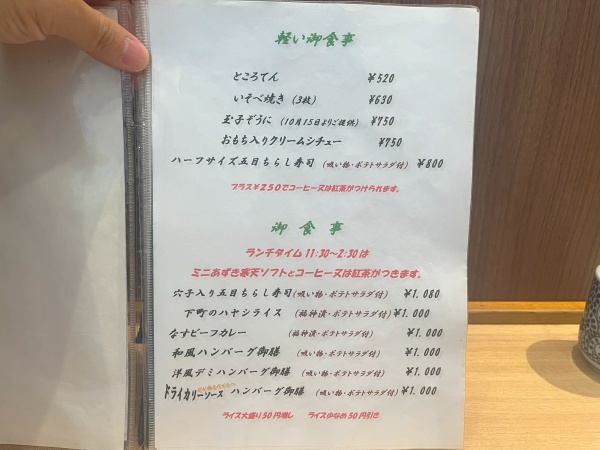 軽い御食事
ところてん ￥520
いそべ焼き (3枚) ￥630
玉子ぞうに (10月15日よりご提供) ￥750
おもち入りクリームシチュー ￥750
ハーフサイズ五目ちらし寿司 (吸い物・ポテトサラダ付) ￥800
プラス￥250でコーヒー又は紅茶がつけられます。
御食事
ランチタイム 11:30～2:30は
ミニあずき寒天ソフトとコーヒー又は紅茶がつきます。
穴子入り五目ちらし寿司(吸い物・ポテトサラダ付) ￥1.080
下町のハヤシライス (福神漬・ポテトサラダ付)￥1.000
なすビーフカレー (福神漬・ポテトサラダ付) ￥1.000
和風ハンバーグ御膳 (吸い物・ポテトサラダ付) ￥1.000
洋風デミハンバーグ御膳 (吸い物・ポテトサラダ付) ￥1.000
ドライカリーソース ハンバーグ御膳 (吸い物・ポテトサラダ付) ￥1.000
ライス大盛り50円増し ライス少なめ50円引き